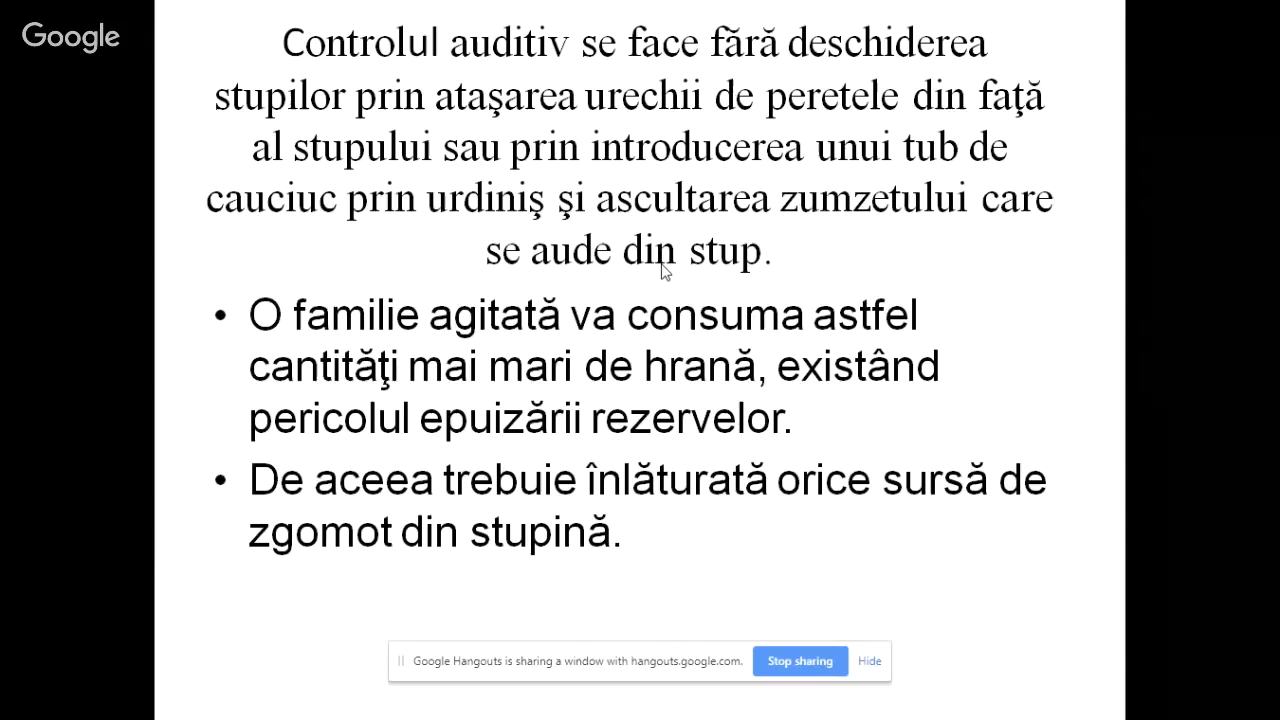 Google
Controlul auditiv se face fără deschiderea
stupilor prin ataşarea urechii de peretele din faţă
al stupului sau prin introducerea unui tub de
cauciuc prin urdiniş şi ascultarea zumzetului care
se aude din stup.
• O familie agitată va consuma astfel
cantităţi mai mari de hrană, existând
pericolul epuizării rezervelor.
• De aceea trebuie înlăturată orice sursă de
zgomot din stupină.
Google Hangouts is sharing a window with hangouts.google.com. Stop sharing Hide